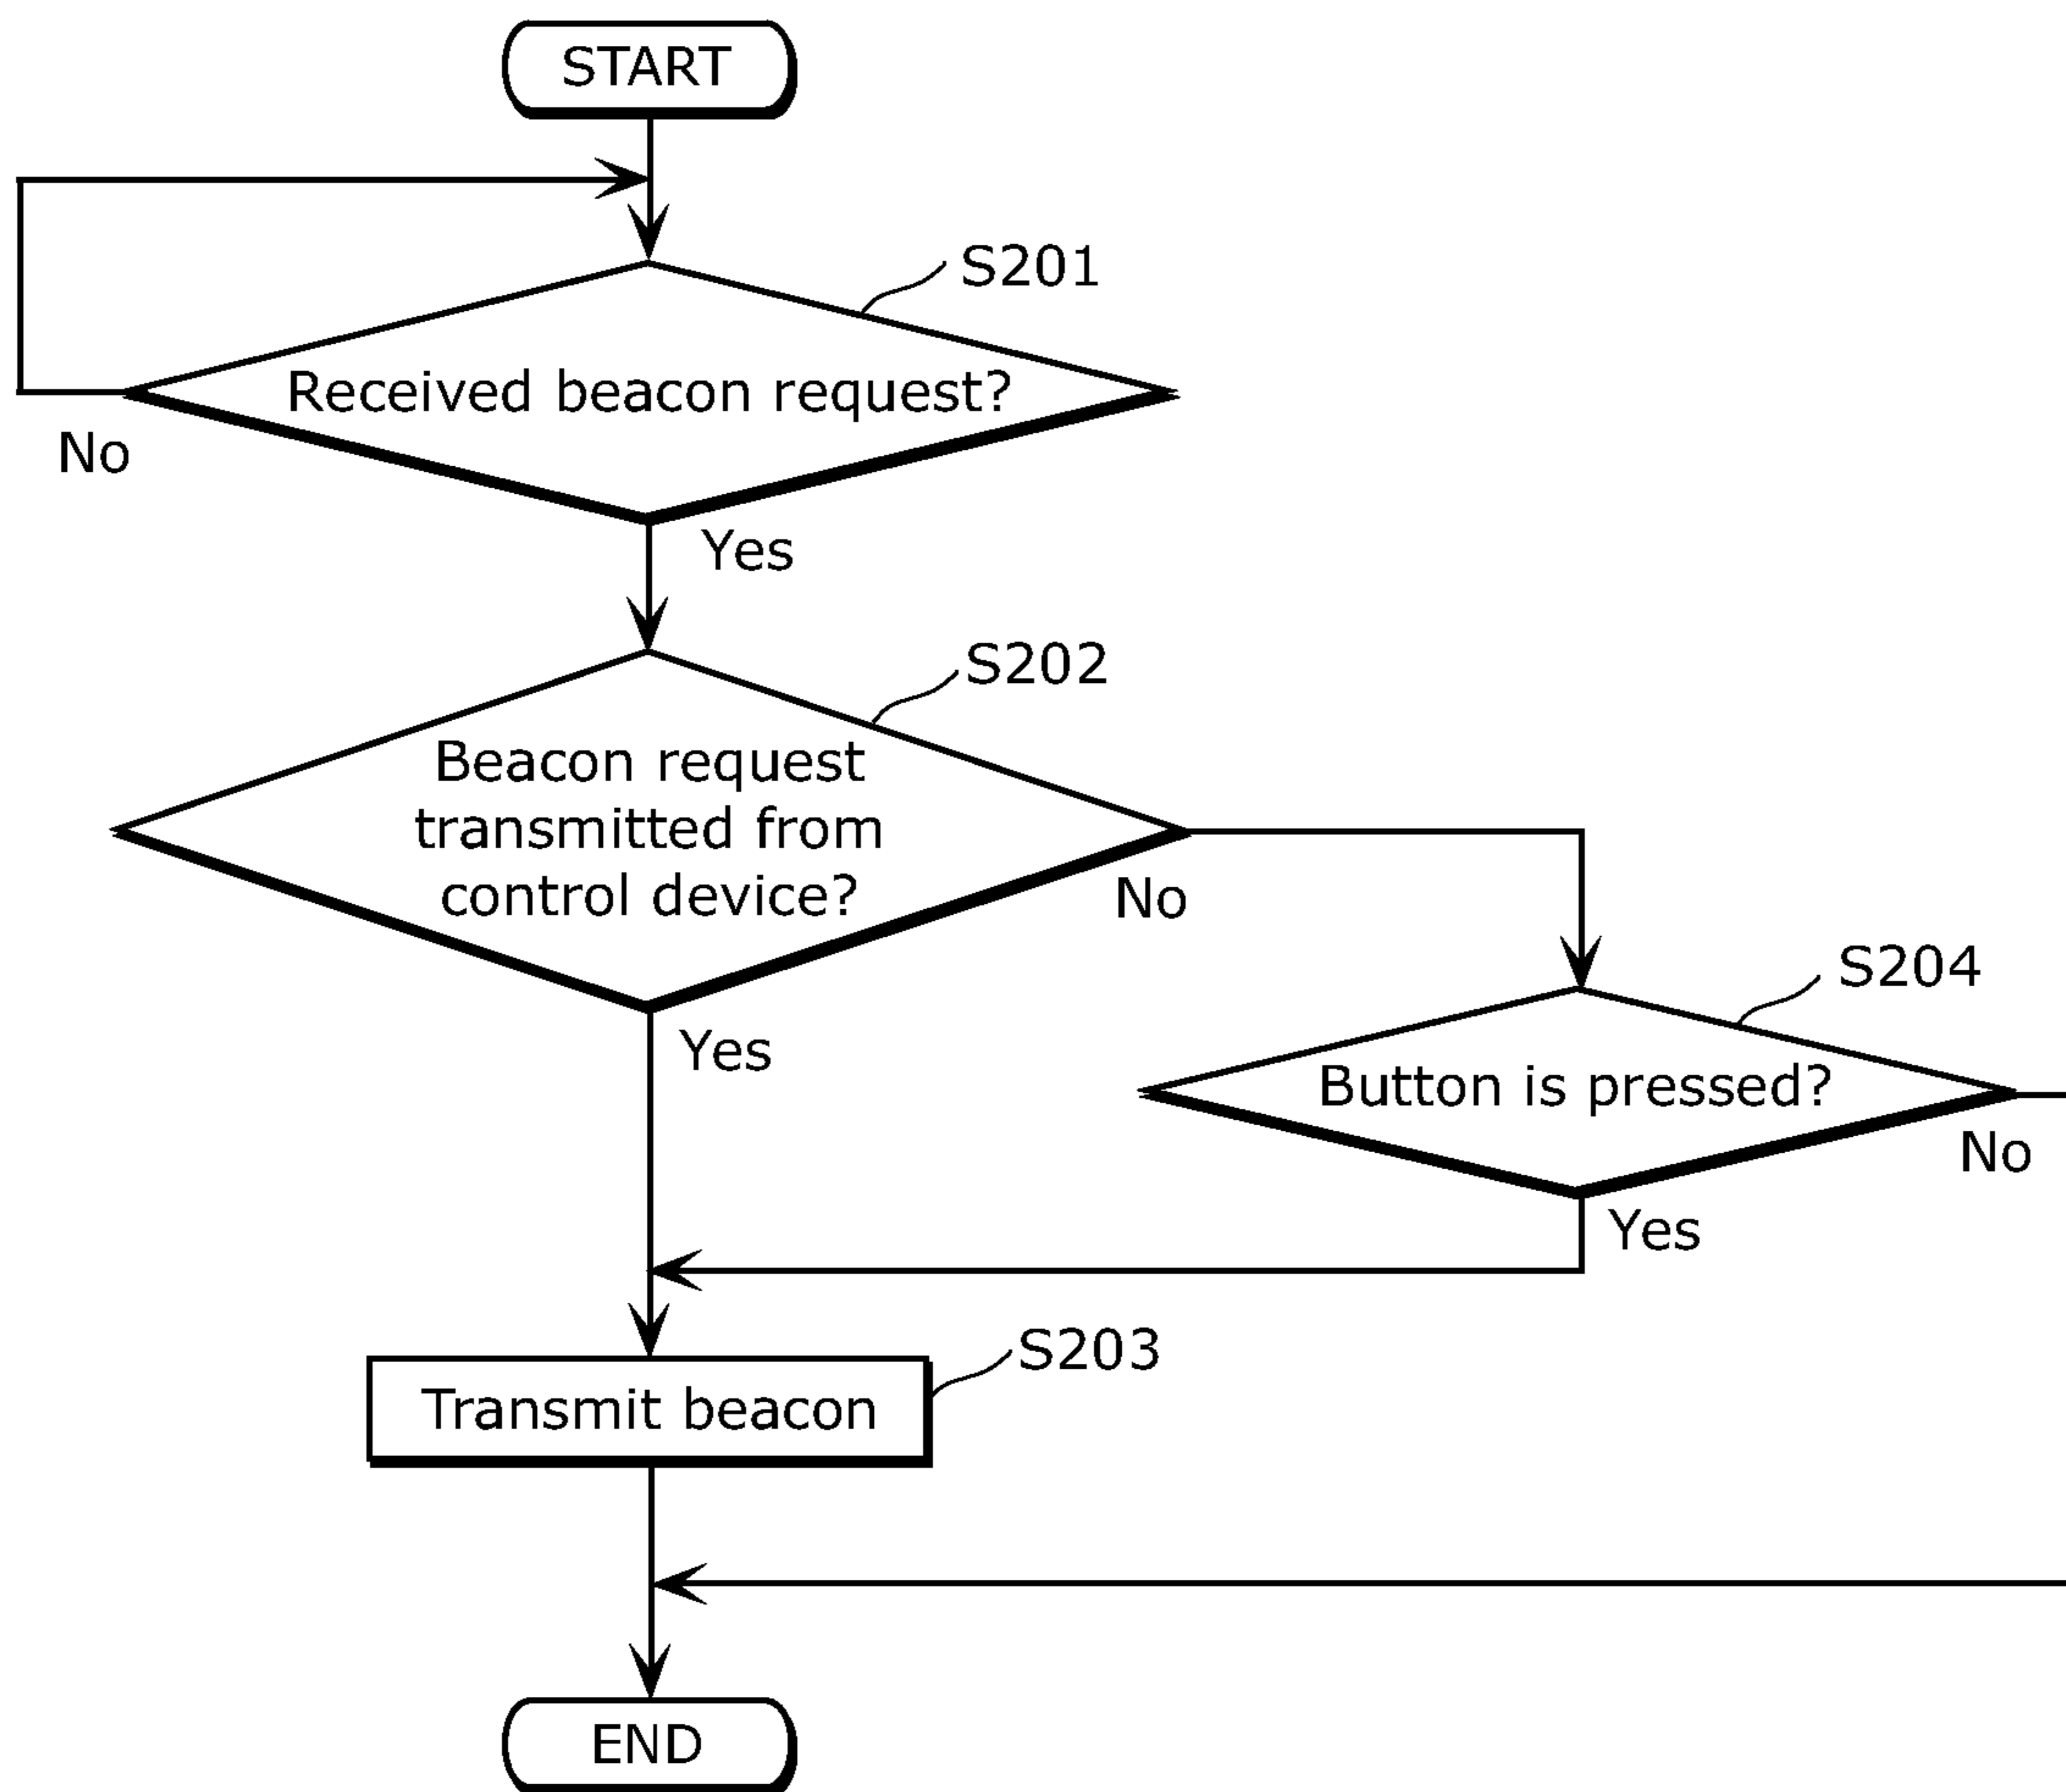 START
S201
Received beacon request?
No
Yes
S202
Beacon request
transmitted from
control device?
No
Yes
S204
Button is pressed?
No
Yes
S203
Transmit beacon
END